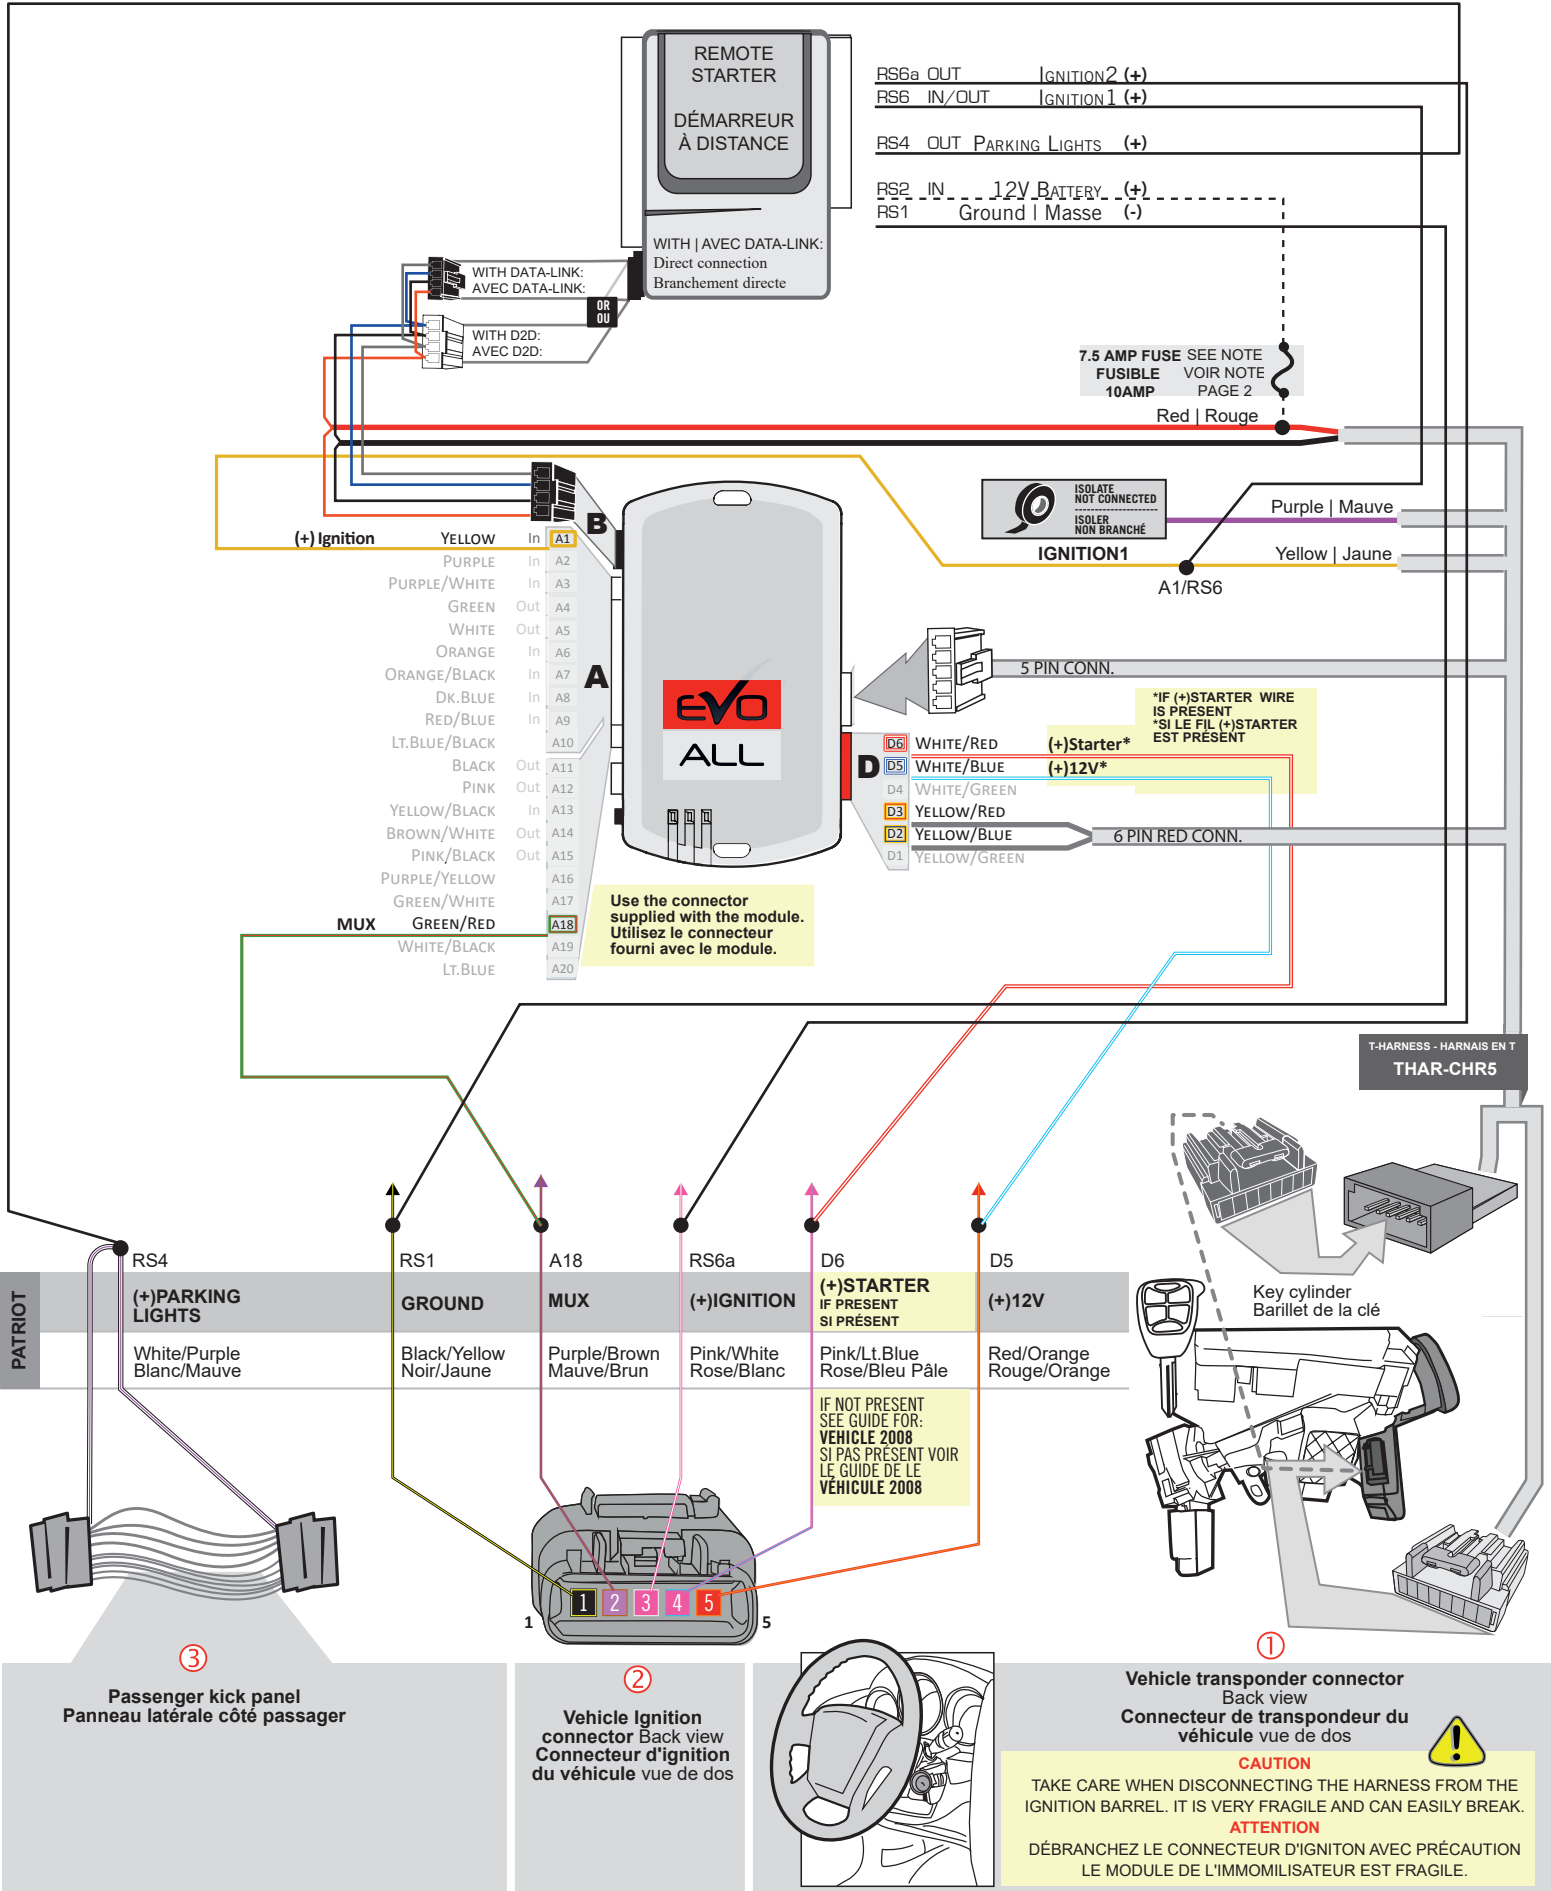 REMOTE
STARTER
DÉMARREUR
À DISTANCE
WITH | AVEC DATA-LINK:
Direct connection
Branchement directe
RS6a OUT IGNITION2 (+)
RS6 IN/OUT IGNITION1 (+)
RS4 OUT PARKING LIGHTS (+)
RS2 IN 12V BATTERY (+)
RS1 Ground | Masse (-)
WITH DATA-LINK:
AVEC DATA-LINK:
OR
OU
WITH D2D:
AVEC D2D:
7.5 AMP FUSE SEE NOTE
FUSIBLE VOIR NOTE
10AMP PAGE 2
Red | Rouge
ISOLATE
NOT CONNECTED
ISOLER
NON BRANCHÉ
Purple | Mauve
IGNITION1
Yellow | Jaune
A1/RS6
B
A
(+) Ignition YELLOW In A1
PURPLE In A2
PURPLE/WHITE In A3
GREEN Out A4
WHITE Out A5
ORANGE In A6
ORANGE/BLACK In A7
DK.BLUE In A8
RED/BLUE In A9
LT.BLUE/BLACK A10
BLACK Out A11
PINK Out A12
YELLOW/BLACK In A13
BROWN/WHITE Out A14
PINK/BLACK Out A15
PURPLE/YELLOW A16
GREEN/WHITE A17
MUX GREEN/RED A18
WHITE/BLACK A19
LT.BLUE A20
EVO
ALL
5 PIN CONN.
*IF (+)STARTER WIRE
IS PRESENT
*SI LE FIL (+)STARTER
EST PRÉSENT
D
D6 WHITE/RED (+)Starter*
D5 WHITE/BLUE (+)12V*
D4 WHITE/GREEN
D3 YELLOW/RED
D2 YELLOW/BLUE
D1 YELLOW/GREEN
6 PIN RED CONN.
Use the connector
supplied with the module.
Utilisez le connecteur
fourni avec le module.
T-HARNESS - HARNAIS EN T
THAR-CHR5
Key cylinder
Barillet de la clé
RS4 RS1 A18 RS6a D6 D5
PATRIOT
(+)PARKING
LIGHTS
GROUND
MUX
(+)IGNITION
(+)STARTER
IF PRESENT
SI PRÉSENT
(+)12V
White/Purple
Blanc/Mauve
Black/Yellow
Noir/Jaune
Purple/Brown
Mauve/Brun
Pink/White
Rose/Blanc
Pink/Lt.Blue
Rose/Bleu Pâle
Red/Orange
Rouge/Orange
IF NOT PRESENT
SEE GUIDE FOR:
VEHICLE 2008
SI PAS PRÉSENT VOIR
LE GUIDE DE LE
VÉHICULE 2008
1 2 3 4 5
1 5
3
Passenger kick panel
Panneau latérale côté passager
2
Vehicle Ignition
connector Back view
Connecteur d'ignition
du véhicule vue de dos
1
Vehicle transponder connector
Back view
Connecteur de transpondeur du
véhicule vue de dos
CAUTION
TAKE CARE WHEN DISCONNECTING THE HARNESS FROM THE
IGNITION BARREL. IT IS VERY FRAGILE AND CAN EASILY BREAK.
ATTENTION
DÉBRANCHEZ LE CONNECTEUR D'IGNITON AVEC PRÉCAUTION
LE MODULE DE L'IMMOMILISATEUR EST FRAGILE.